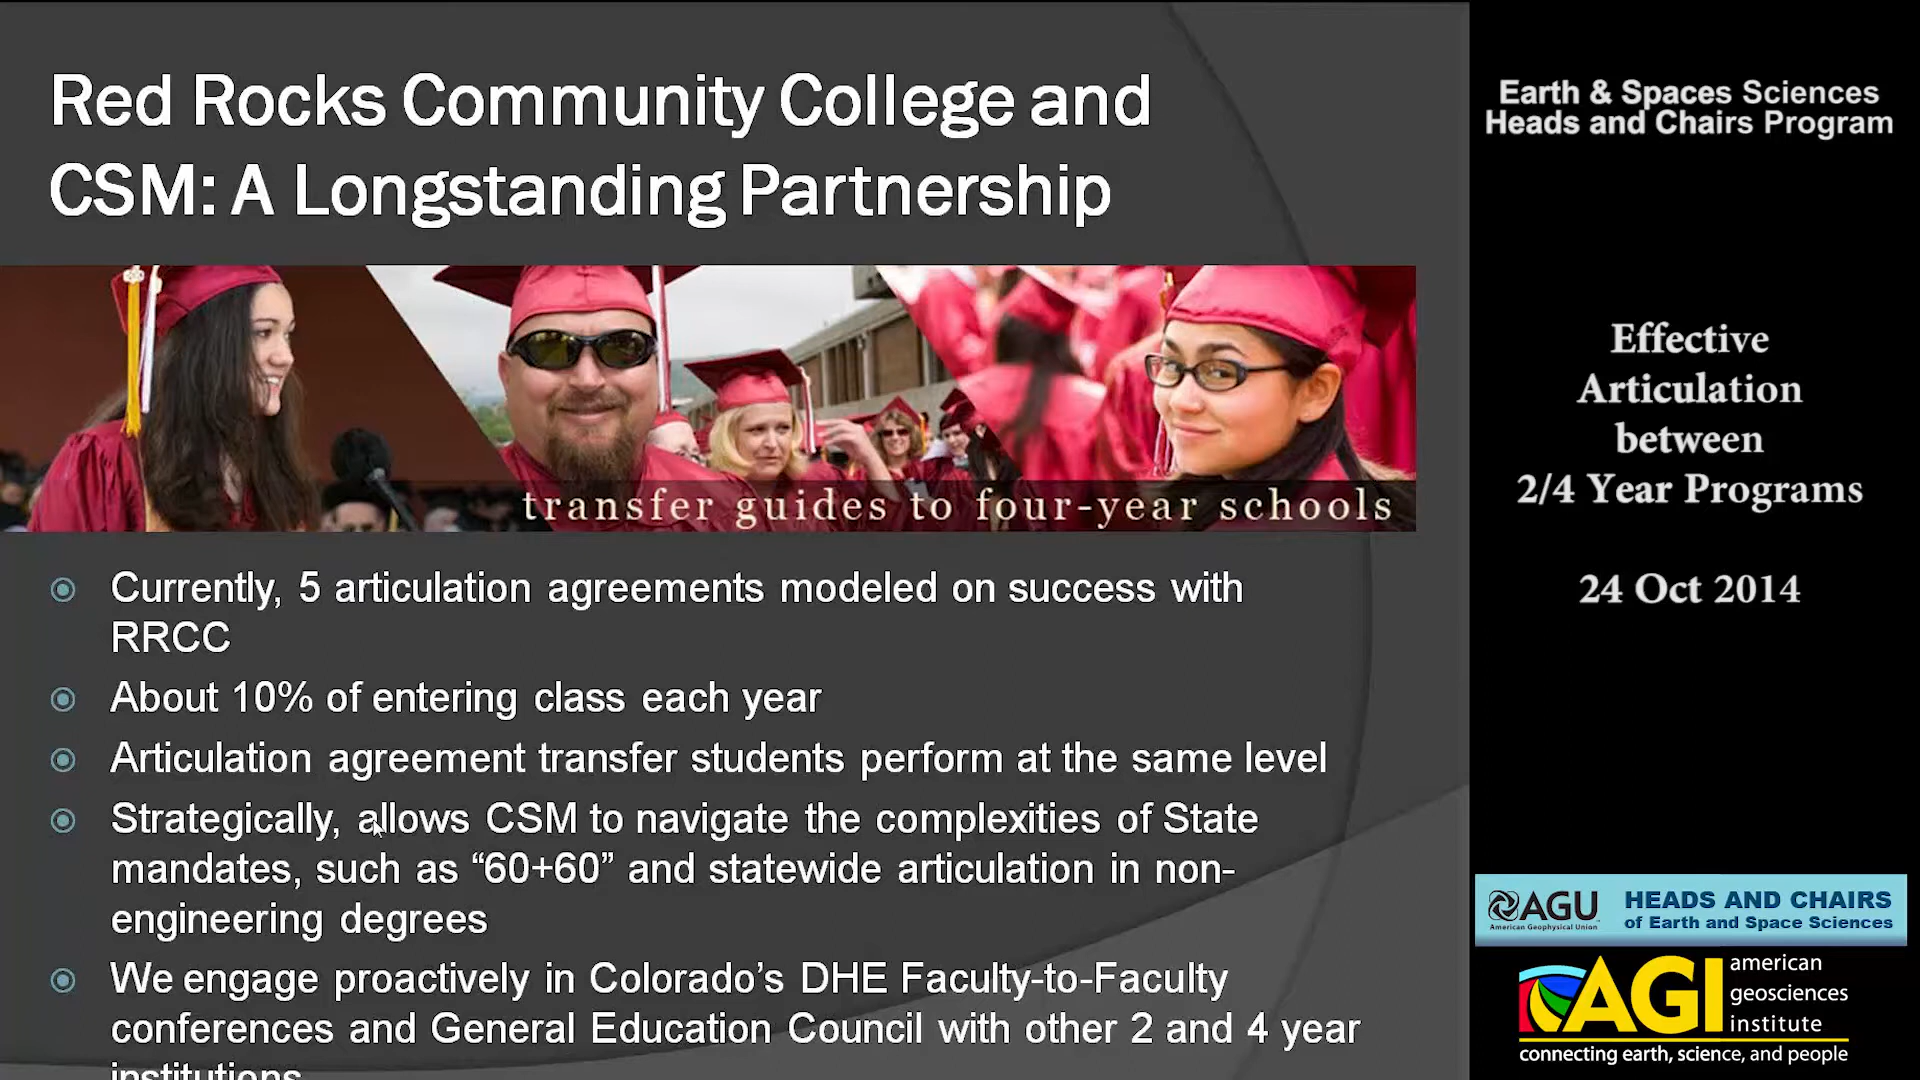 Red Rocks Community College and
CSM: A Longstanding Partnership
transfer guides to four-year schools
Currently, 5 articulation agreements modeled on success with
RRCC
About 10% of entering class each year
Articulation agreement transfer students perform at the same level
Strategically, allows CSM to navigate the complexities of State
mandates, such as “60+60” and statewide articulation in non-
engineering degrees
We engage proactively in Colorado’s DHE Faculty-to-Faculty
conferences and General Education Council with other 2 and 4 year
institutions
Earth & Spaces Sciences
Heads and Chairs Program
Effective
Articulation
between
2/4 Year Programs
24 Oct 2014
AGU
American Geophysical Union
HEADS AND CHAIRS
of Earth and Space Sciences
AGI
american
geosciences
institute
connecting earth, science, and people